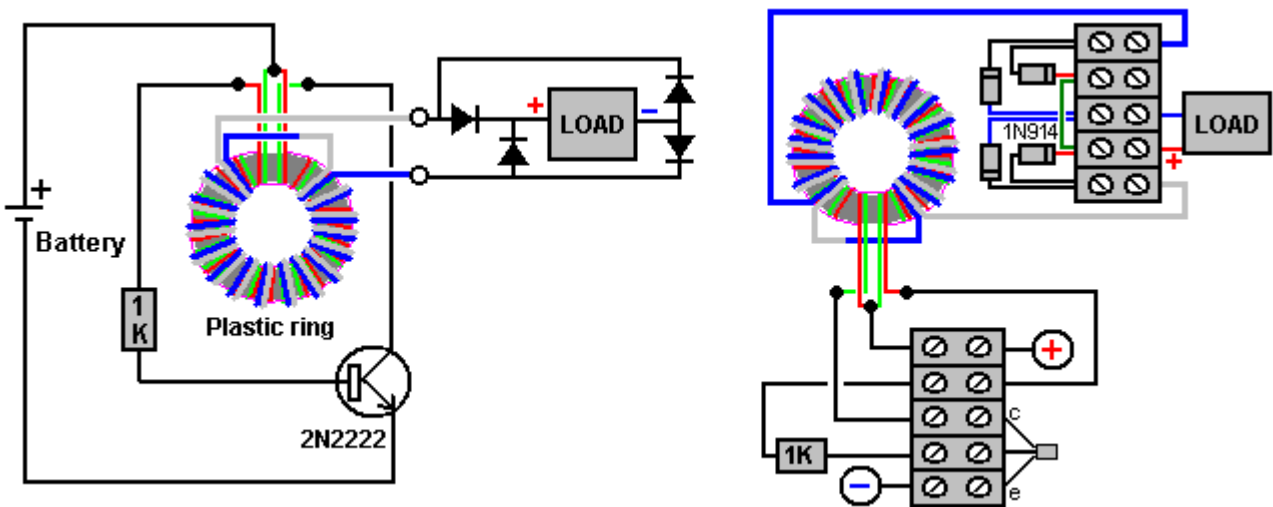 +
Battery
1
K
Plastic ring
2N2222
+
LOAD
−
1N914
LOAD
+
+
c
1K
−
e